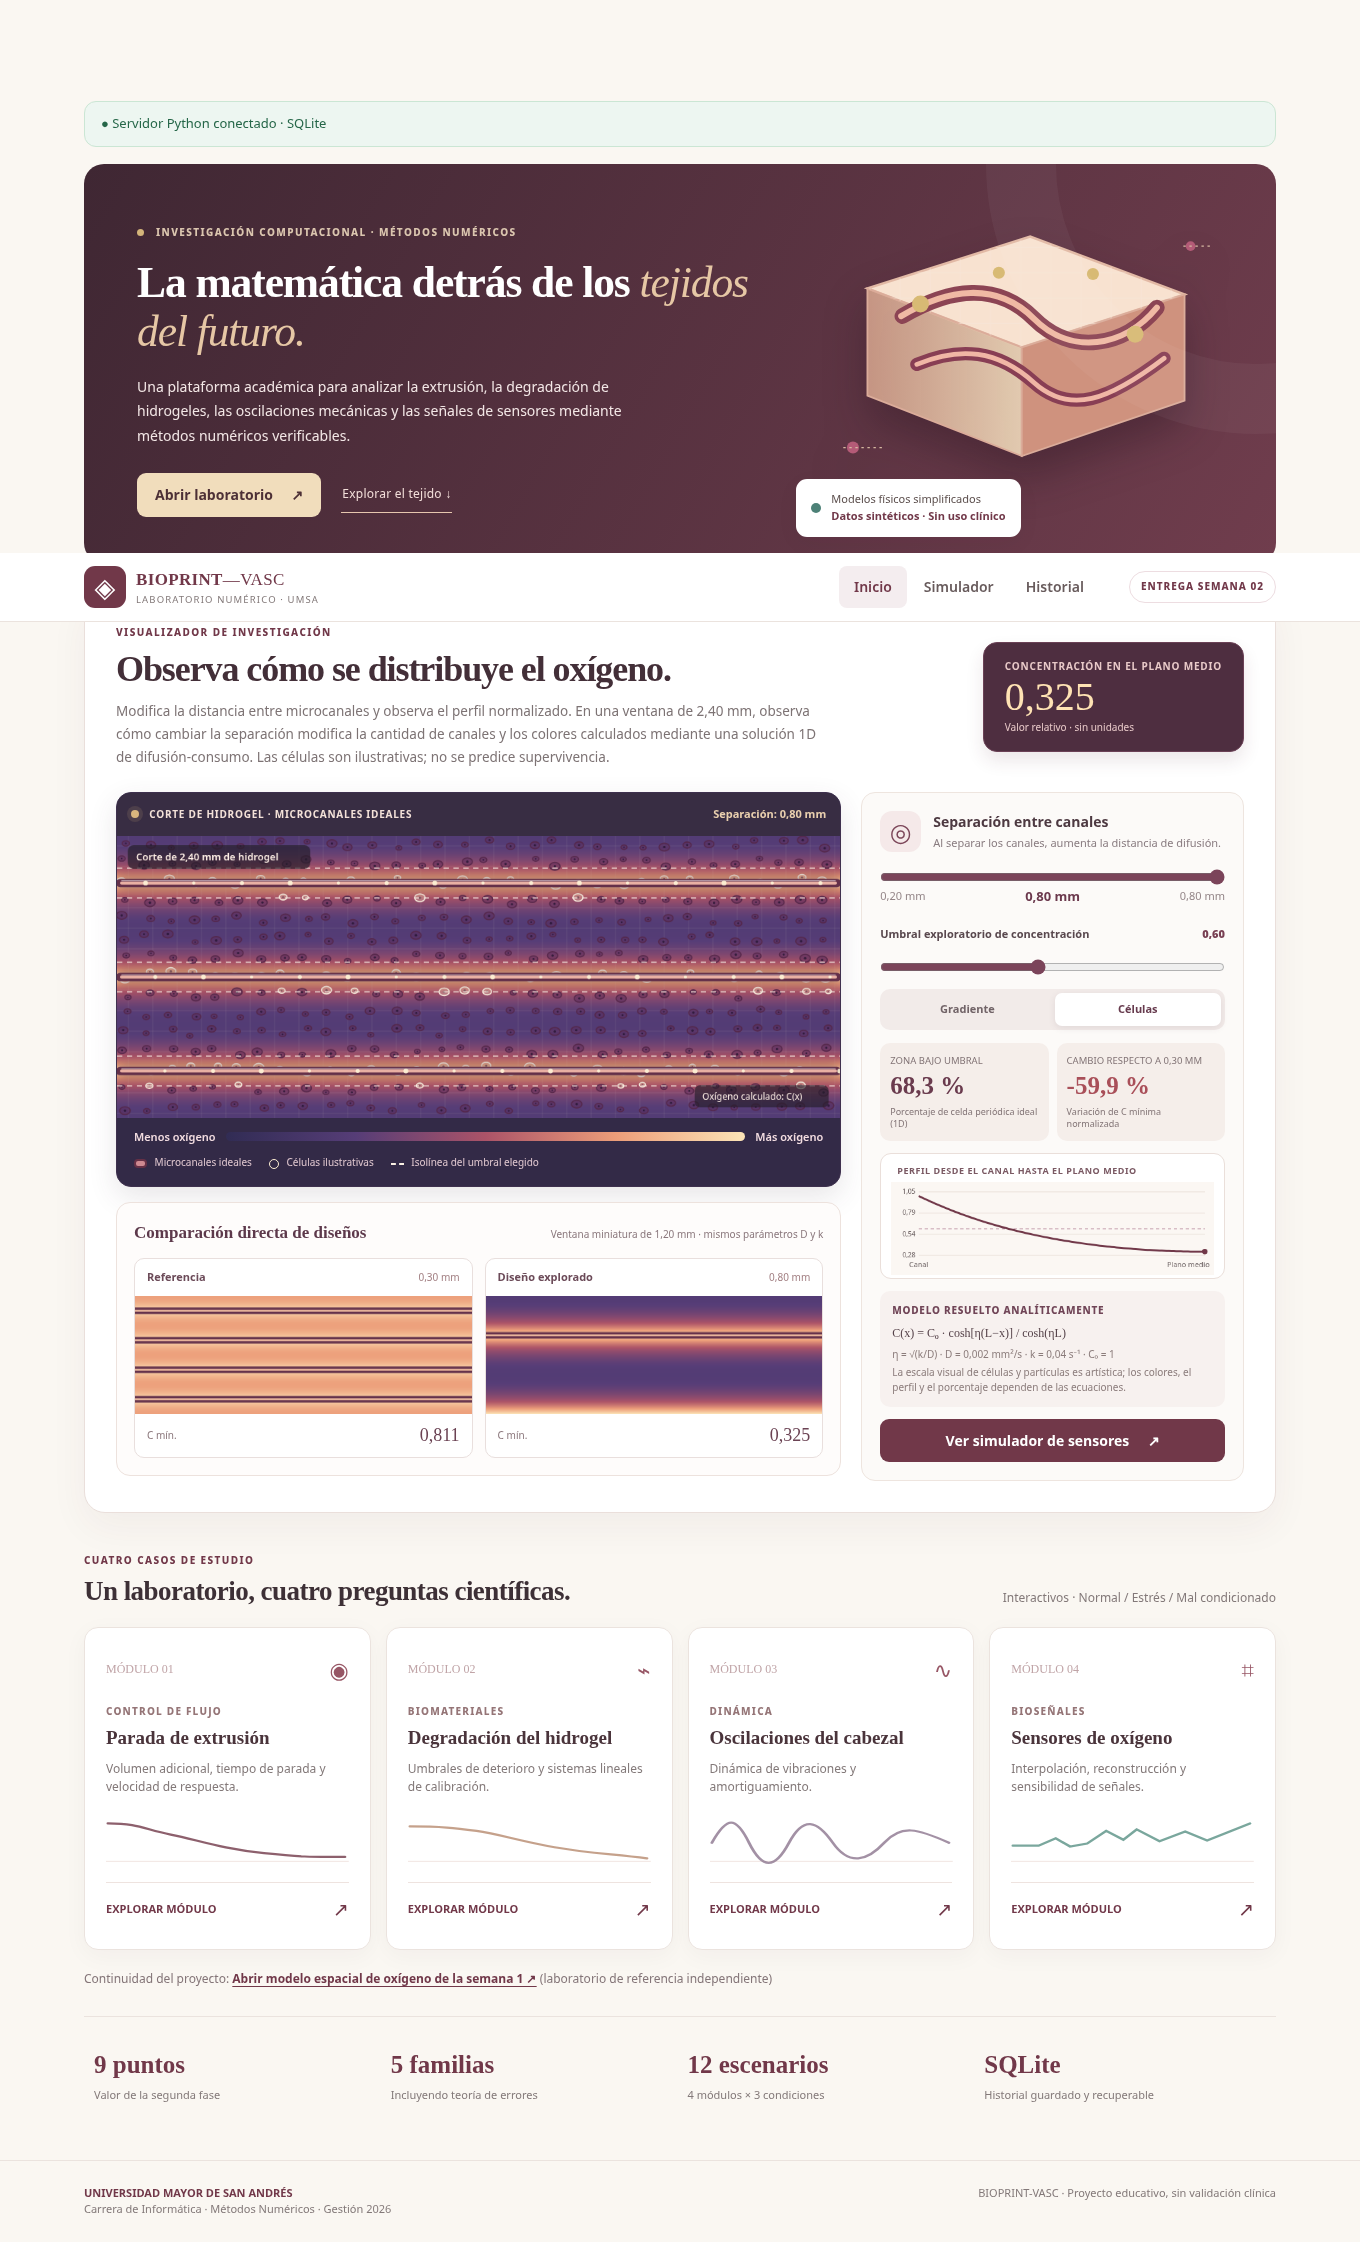 ● Servidor Python conectado · SQLite
INVESTIGACIÓN COMPUTACIONAL · MÉTODOS NUMÉRICOS
La matemática detrás de los tejidos
del futuro.
Una plataforma académica para analizar la extrusión, la degradación de
hidrogeles, las oscilaciones mecánicas y las señales de sensores mediante
métodos numéricos verificables.
Abrir laboratorio ↗
Explorar el tejido ↓
Modelos físicos simplificados
Datos sintéticos · Sin uso clínico
BIOPRINT—VASC
LABORATORIO NUMÉRICO · UMSA
Inicio
Simulador
Historial
ENTREGA SEMANA 02
VISUALIZADOR DE INVESTIGACIÓN
Observa cómo se distribuye el oxígeno.
Modifica la distancia entre microcanales y observa el perfil normalizado. En una ventana de 2,40 mm, observa
cómo cambiar la separación modifica la cantidad de canales y los colores calculados mediante una solución 1D
de difusión-consumo. Las células son ilustrativas; no se predice supervivencia.
CONCENTRACIÓN EN EL PLANO MEDIO
0,325
Valor relativo · sin unidades
CORTE DE HIDROGEL · MICROCANALES IDEALES
Separación: 0,80 mm
Corte de 2,40 mm de hidrogel
Oxígeno calculado: C(x)
Menos oxígeno
Más oxígeno
Microcanales ideales
Células ilustrativas
Isolínea del umbral elegido
Comparación directa de diseños
Ventana miniatura de 1,20 mm · mismos parámetros D y k
Referencia
0,30 mm
C mín.
0,811
Diseño explorado
0,80 mm
C mín.
0,325
Separación entre canales
Al separar los canales, aumenta la distancia de difusión.
0,20 mm
0,80 mm
0,80 mm
Umbral exploratorio de concentración
0,60
Gradiente
Células
ZONA BAJO UMBRAL
68,3 %
Porcentaje de celda periódica ideal
(1D)
CAMBIO RESPECTO A 0,30 MM
-59,9 %
Variación de C mínima
normalizada
PERFIL DESDE EL CANAL HASTA EL PLANO MEDIO
1,05
0,79
0,54
0,28
Canal
Plano medio
MODELO RESUELTO ANALÍTICAMENTE
C(x) = C₀ · cosh[η(L−x)] / cosh(ηL)
η = √(k/D) · D = 0,002 mm²/s · k = 0,04 s⁻¹ · C₀ = 1
La escala visual de células y partículas es artística; los colores, el
perfil y el porcentaje dependen de las ecuaciones.
Ver simulador de sensores ↗
CUATRO CASOS DE ESTUDIO
Un laboratorio, cuatro preguntas científicas.
Interactivos · Normal / Estrés / Mal condicionado
MÓDULO 01
CONTROL DE FLUJO
Parada de extrusión
Volumen adicional, tiempo de parada y
velocidad de respuesta.
EXPLORAR MÓDULO ↗
MÓDULO 02
BIOMATERIALES
Degradación del hidrogel
Umbrales de deterioro y sistemas lineales
de calibración.
EXPLORAR MÓDULO ↗
MÓDULO 03
DINÁMICA
Oscilaciones del cabezal
Dinámica de vibraciones y
amortiguamiento.
EXPLORAR MÓDULO ↗
MÓDULO 04
BIOSEÑALES
Sensores de oxígeno
Interpolación, reconstrucción y
sensibilidad de señales.
EXPLORAR MÓDULO ↗
Continuidad del proyecto: Abrir modelo espacial de oxígeno de la semana 1 ↗ (laboratorio de referencia independiente)
9 puntos
Valor de la segunda fase
5 familias
Incluyendo teoría de errores
12 escenarios
4 módulos × 3 condiciones
SQLite
Historial guardado y recuperable
UNIVERSIDAD MAYOR DE SAN ANDRÉS
Carrera de Informática · Métodos Numéricos · Gestión 2026
BIOPRINT-VASC · Proyecto educativo, sin validación clínica